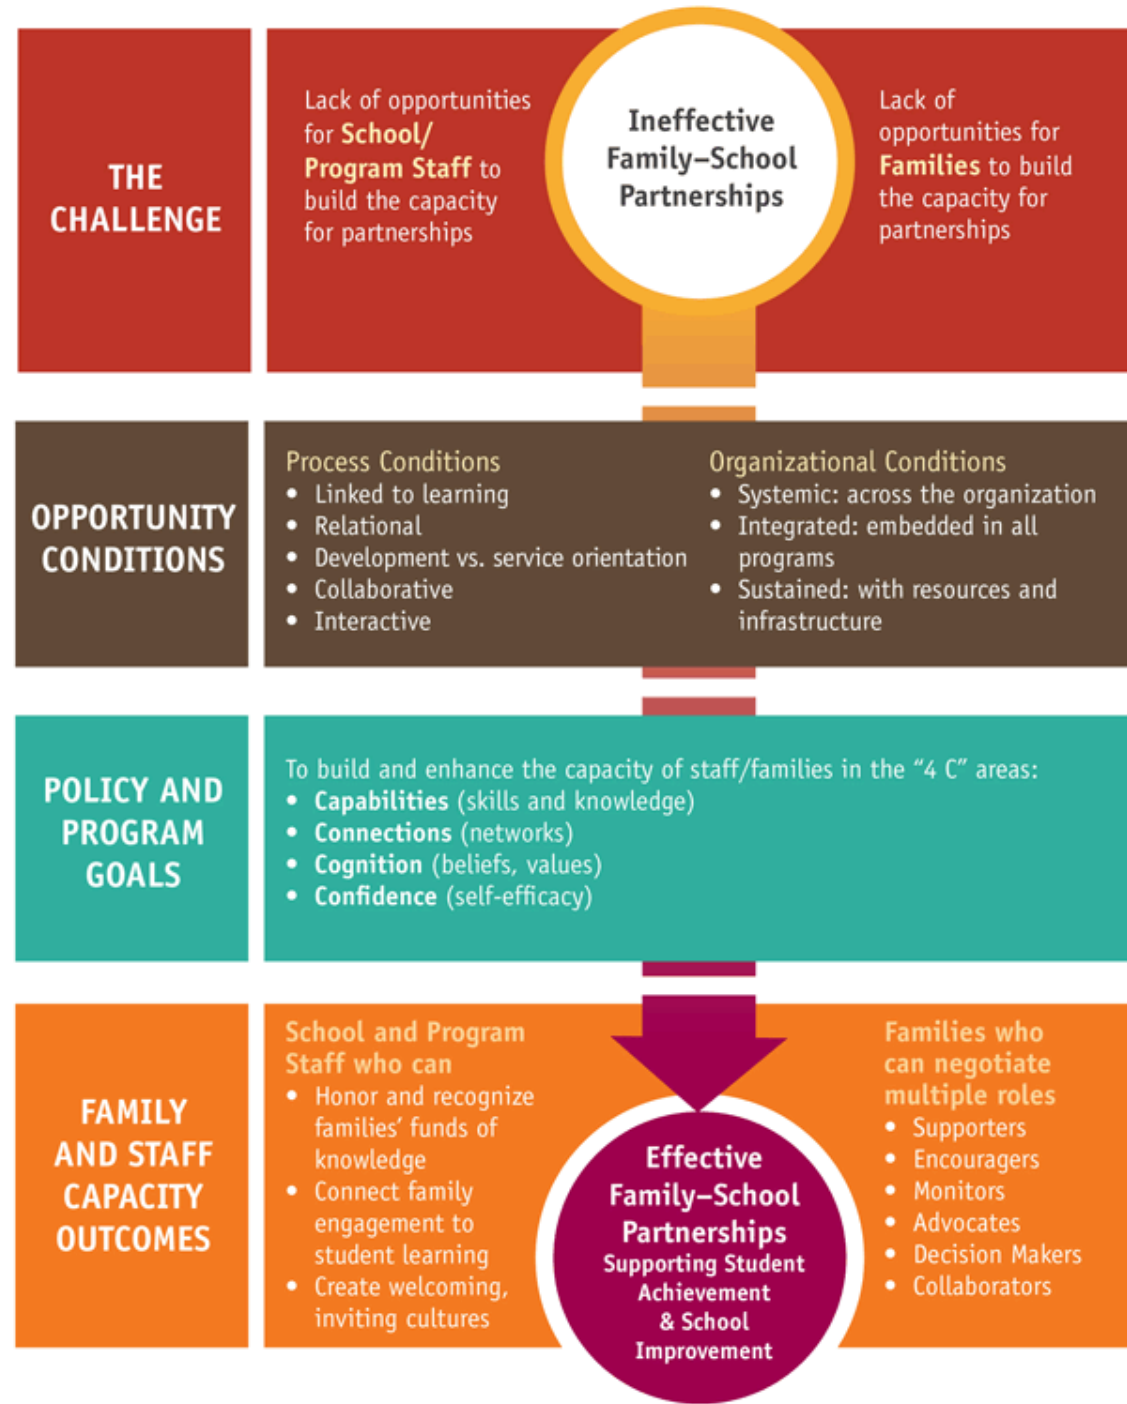 THE
CHALLENGE
Lack of opportunities
for School/
Program Staff to
build the capacity
for partnerships
Ineffective
Family–School
Partnerships
Lack of
opportunities for
Families to build
the capacity for
partnerships
OPPORTUNITY
CONDITIONS
Process Conditions
• Linked to learning
• Relational
• Development vs. service orientation
• Collaborative
• Interactive
Organizational Conditions
• Systemic: across the organization
• Integrated: embedded in all
programs
• Sustained: with resources and
infrastructure
POLICY AND
PROGRAM
GOALS
To build and enhance the capacity of staff/families in the “4 C” areas:
• Capabilities (skills and knowledge)
• Connections (networks)
• Cognition (beliefs, values)
• Confidence (self-efficacy)
FAMILY
AND STAFF
CAPACITY
OUTCOMES
School and Program
Staff who can
• Honor and recognize
families’ funds of
knowledge
• Connect family
engagement to
student learning
• Create welcoming,
inviting cultures
Effective
Family–School
Partnerships
Supporting Student
Achievement
& School
Improvement
Families who
can negotiate
multiple roles
• Supporters
• Encouragers
• Monitors
• Advocates
• Decision Makers
• Collaborators